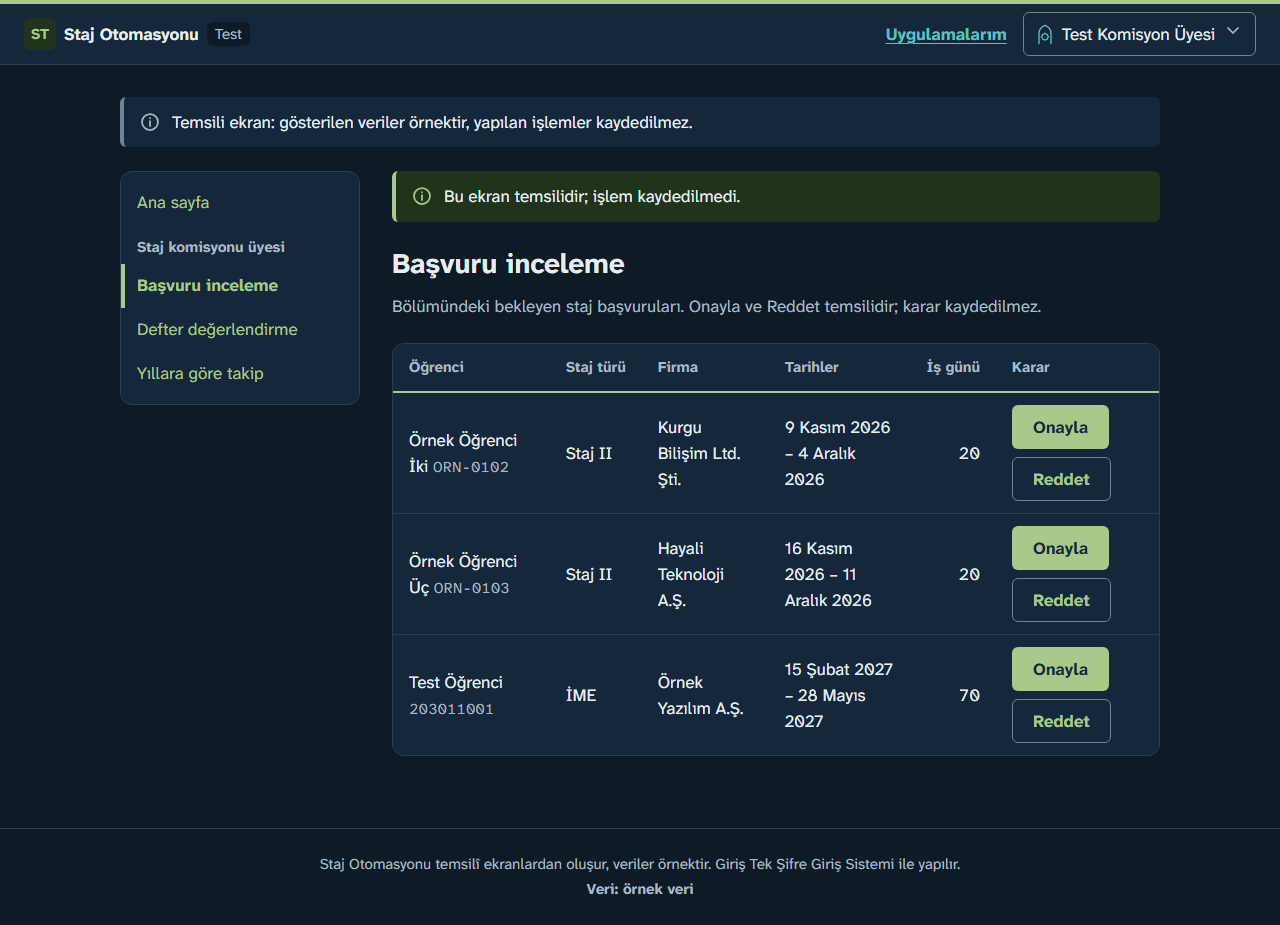 ST Staj Otomasyonu Test
Uygulamalarım Test Komisyon Üyesi
Temsili ekran: gösterilen veriler örnektir, yapılan işlemler kaydedilmez.
Ana sayfa
Staj komisyonu üyesi
Başvuru inceleme
Defter değerlendirme
Yıllara göre takip
Bu ekran temsilidir; işlem kaydedilmedi.
Başvuru inceleme
Bölümündeki bekleyen staj başvuruları. Onayla ve Reddet temsilidir; karar kaydedilmez.
Öğrenci Staj türü Firma Tarihler İş günü Karar
Örnek Öğrenci
İki ORN-0102
Staj II
Kurgu
Bilişim Ltd.
Şti.
9 Kasım 2026
– 4 Aralık
2026
20
Onayla
Reddet
Örnek Öğrenci
Üç ORN-0103
Staj II
Hayali
Teknoloji
A.Ş.
16 Kasım
2026 – 11
Aralık 2026
20
Onayla
Reddet
Test Öğrenci
203011001
İME
Örnek
Yazılım A.Ş.
15 Şubat 2027
– 28 Mayıs
2027
70
Onayla
Reddet
Staj Otomasyonu temsilî ekranlardan oluşur, veriler örnektir. Giriş Tek Şifre Giriş Sistemi ile yapılır.
Veri: örnek veri